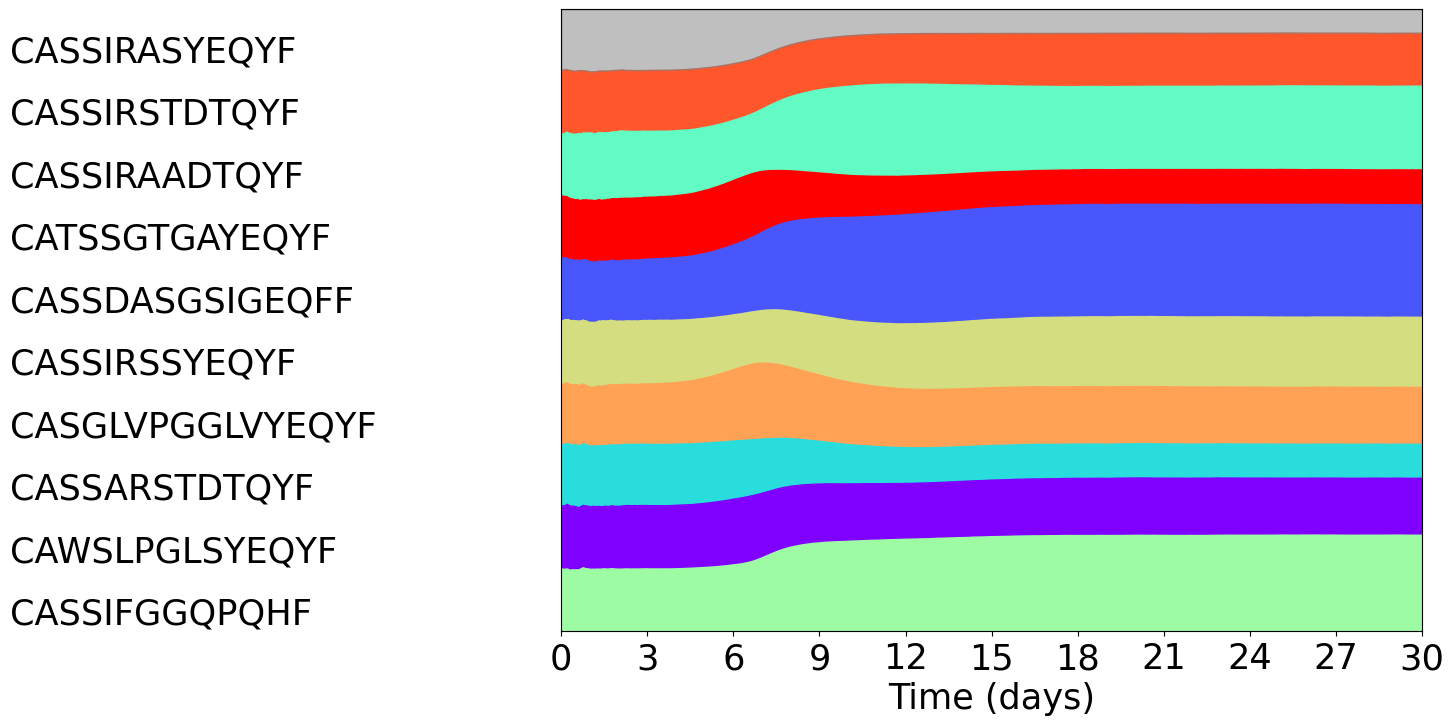 CASSIRASYEQYF
CASSIRSTDTQYF
CASSIRAADTQYF
CATSSGTGAYEQYF
CASSDASGSIGEQFF
CASSIRSSYEQYF
CASGLVPGGLVYEQYF
CASSARSTDTQYF
CAWSLPGLSYEQYF
CASSIFGGQPQHF
0 3 6 9 12 15 18 21 24 27 30
Time (days)